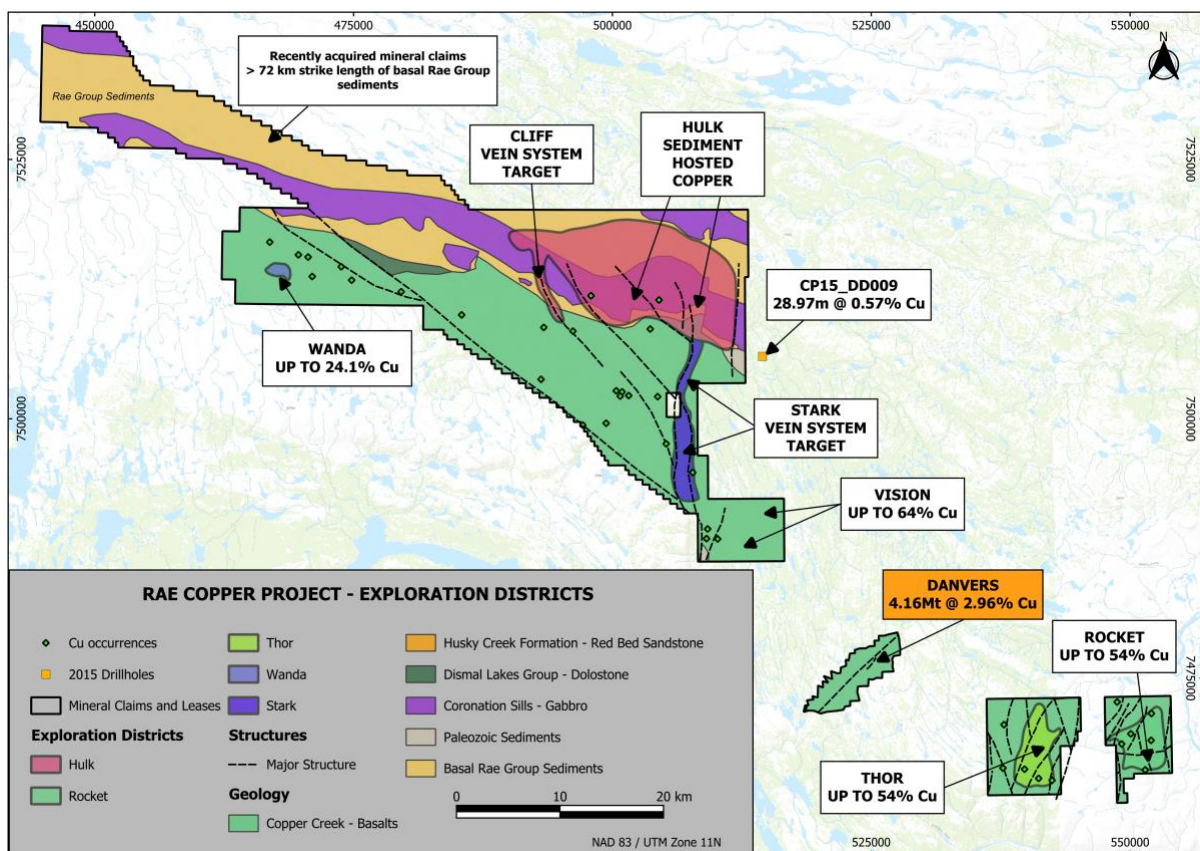 450000
475000
500000
525000
550000
N
Recently acquired mineral claims
> 72 km strike length of basal Rae Group
sediments
Rae Group Sediments
CLIFF
VEIN SYSTEM
TARGET
HULK
SEDIMENT
HOSTED
COPPER
7525000
7525000
CP15_DD009
28.97m @ 0.57% Cu
WANDA
UP TO 24.1% Cu
7500000
7500000
STARK
VEIN SYSTEM
TARGET
VISION
UP TO 64% Cu
DANVERS
4.16Mt @ 2.96% Cu
ROCKET
UP TO 54% Cu
7475000
THOR
UP TO 54% Cu
525000
550000
RAE COPPER PROJECT - EXPLORATION DISTRICTS
Cu occurrences
2015 Drillholes
Mineral Claims and Leases
Exploration Districts
Hulk
Rocket
Thor
Wanda
Stark
Structures
Major Structure
Geology
Copper Creek - Basalts
Husky Creek Formation - Red Bed Sandstone
Dismal Lakes Group - Dolostone
Coronation Sills - Gabbro
Paleozoic Sediments
Basal Rae Group Sediments
0 10 20 km
NAD 83 / UTM Zone 11N